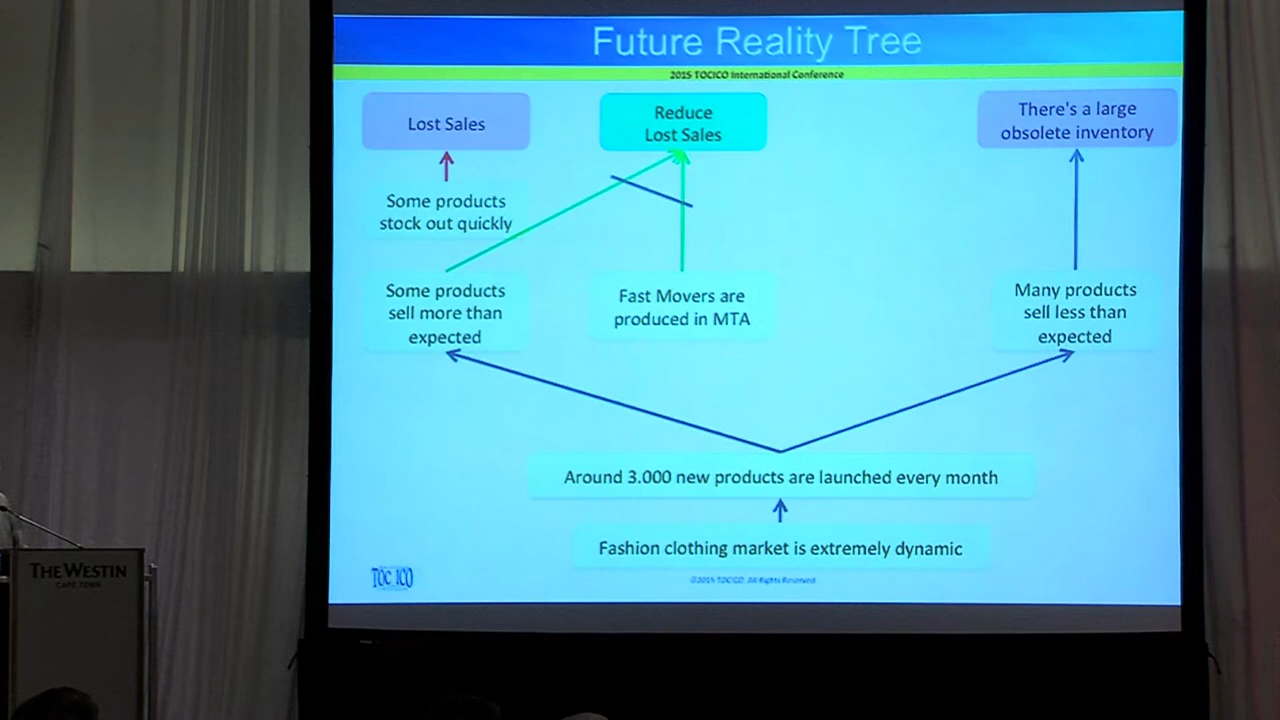 Future Reality Tree
2015 TOCICO International Conference
Lost Sales
Reduce
Lost Sales
There's a large
obsolete inventory
Some products
stock out quickly
Some products
sell more than
expected
Fast Movers are
produced in MTA
Many products
sell less than
expected
Around 3.000 new products are launched every month
Fashion clothing market is extremely dynamic
TOC ICO
©2015 TOCICO. All Rights Reserved.
THE WESTIN
CAPE TOWN